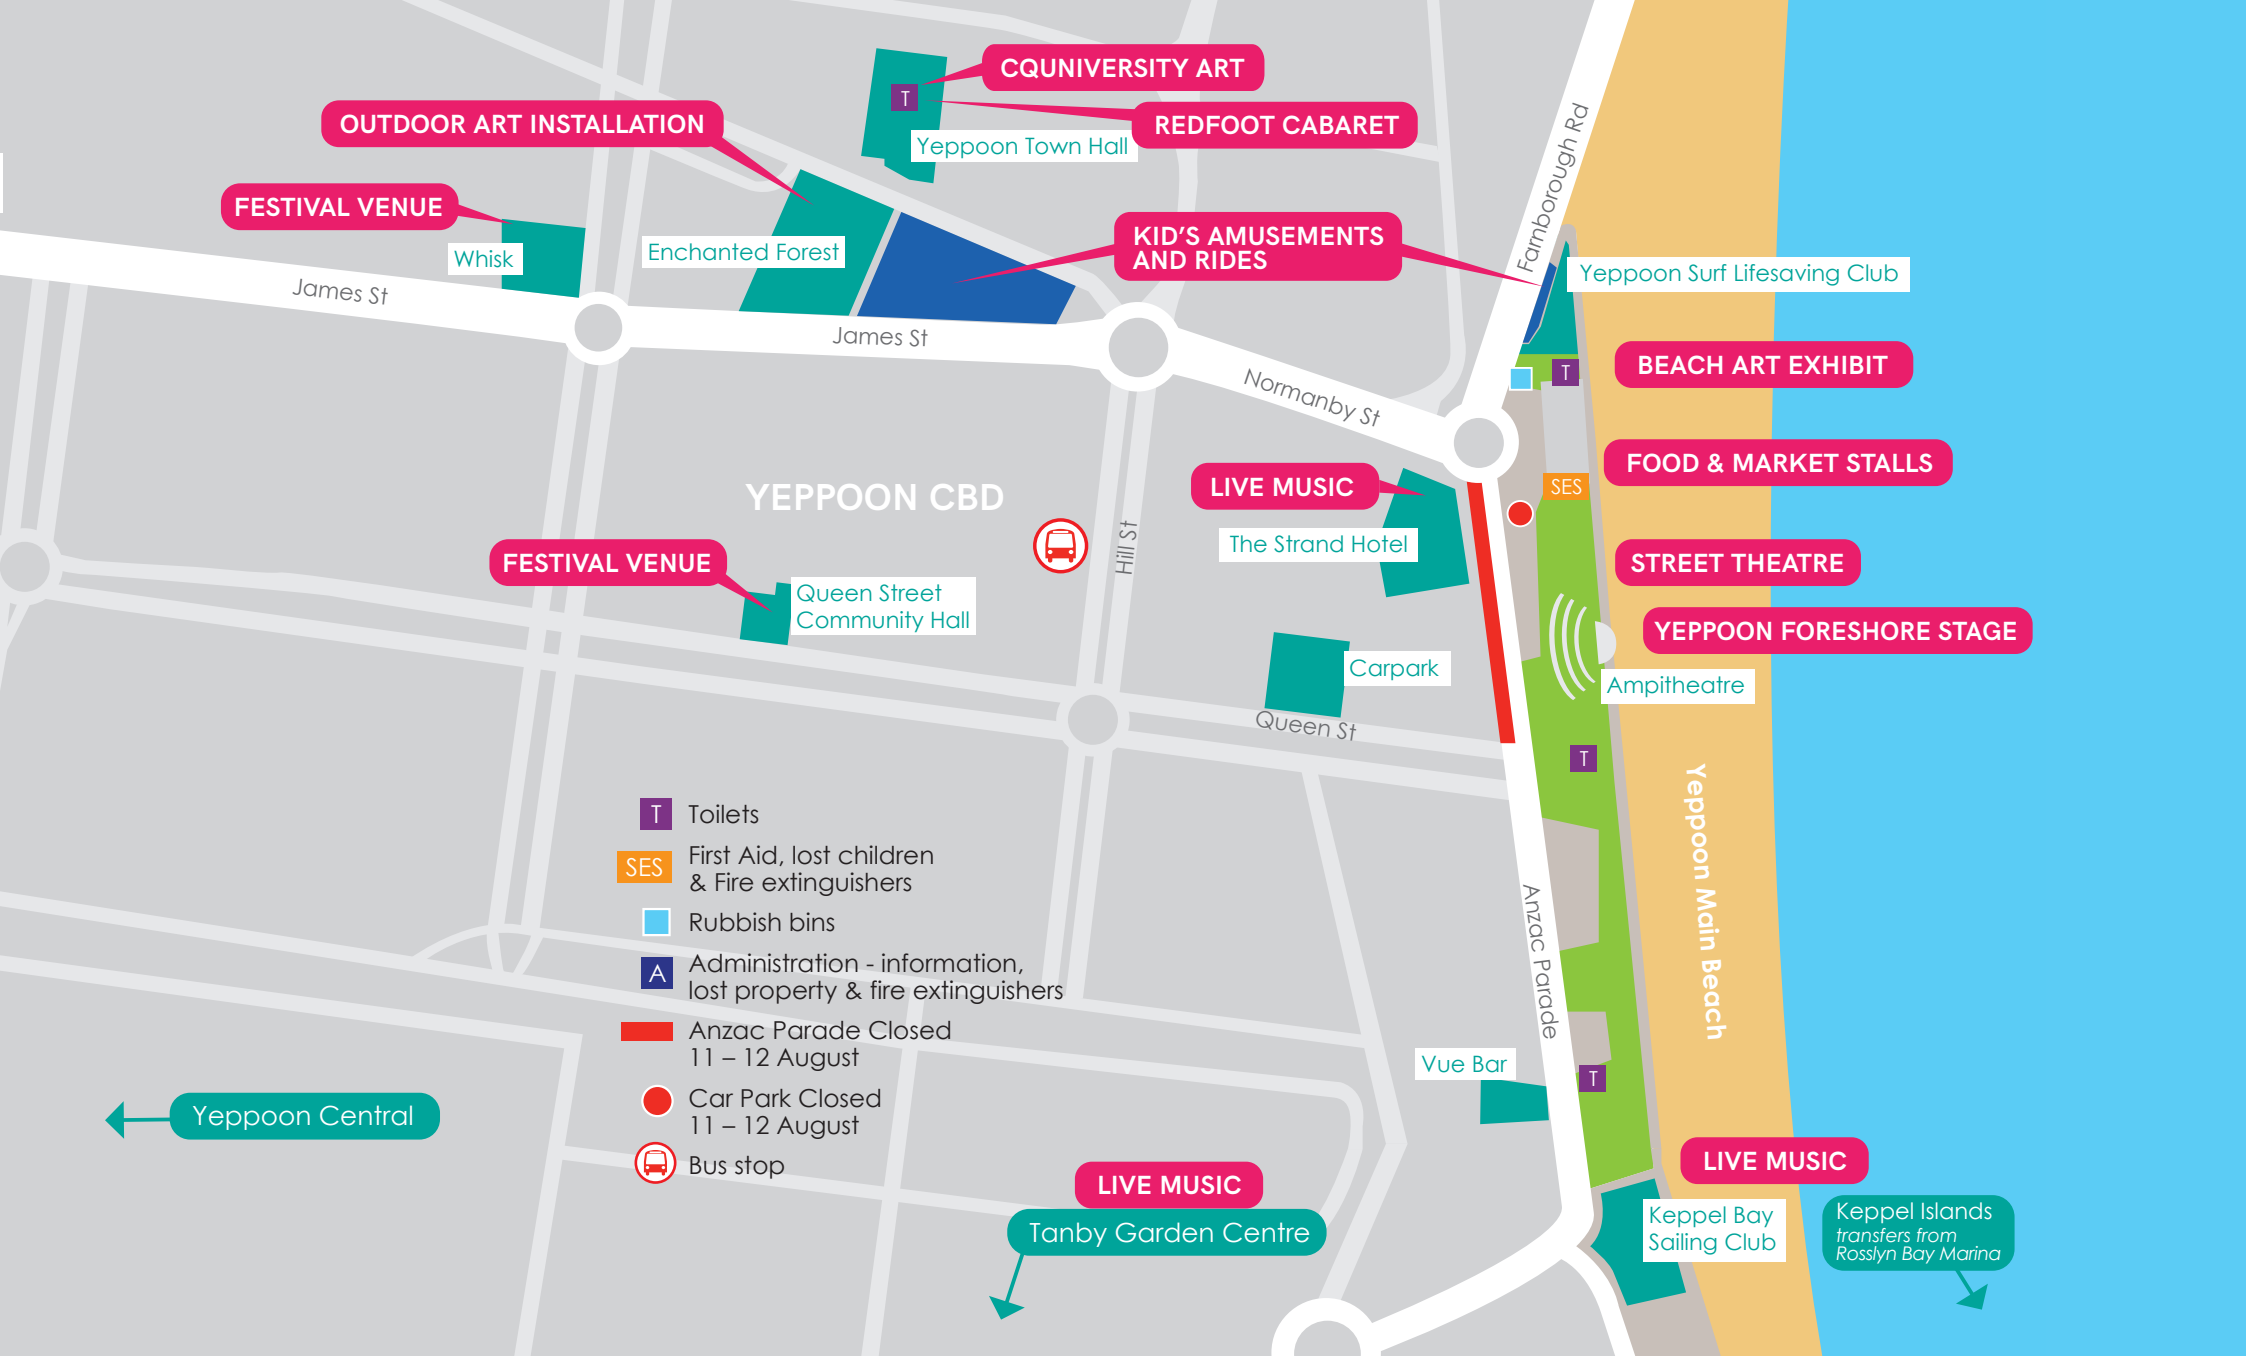 CQUNIVERSITY ART
T
REDFOOT CABARET
Yeppoon Town Hall
OUTDOOR ART INSTALLATION
FESTIVAL VENUE
Whisk
Enchanted Forest
KID'S AMUSEMENTS
AND RIDES
Farnborough Rd
Yeppoon Surf Lifesaving Club
James St
James St
Normanby St
T
BEACH ART EXHIBIT
FOOD & MARKET STALLS
SES
LIVE MUSIC
The Strand Hotel
YEPPOON CBD
Hill St
FESTIVAL VENUE
Queen Street
Community Hall
STREET THEATRE
YEPPOON FORESHORE STAGE
Ampitheatre
Carpark
Queen St
T
Yeppoon Main Beach
Anzac Parade
T Toilets
SES First Aid, lost children
& Fire extinguishers
Rubbish bins
A Administration - information,
lost property & fire extinguishers
Anzac Parade Closed
11 – 12 August
Car Park Closed
11 – 12 August
Bus stop
Vue Bar
T
Yeppoon Central
LIVE MUSIC
Tanby Garden Centre
LIVE MUSIC
Keppel Bay
Sailing Club
Keppel Islands
transfers from
Rosslyn Bay Marina